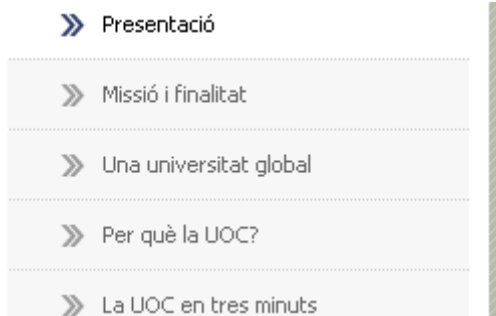 Presentació
Missió i finalitat
Una universitat global
Per què la UOC?
La UOC en tres minuts